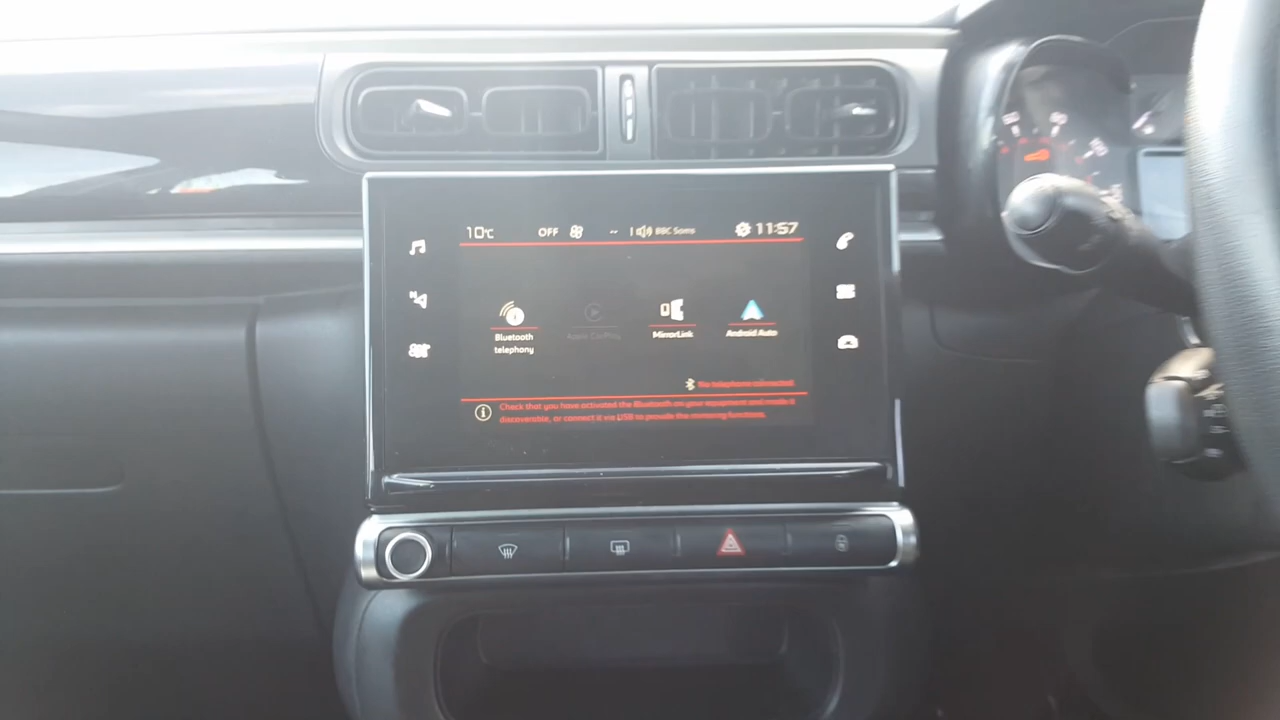 10°C OFF -- BBC Soms 11:57
Bluetooth
telephony
Apple CarPlay
MirrorLink
Android Auto
No telephone connected
Check that you have activated the Bluetooth on your equipment and made it
discoverable, or connect it via USB to provide the mirroring functions.
N